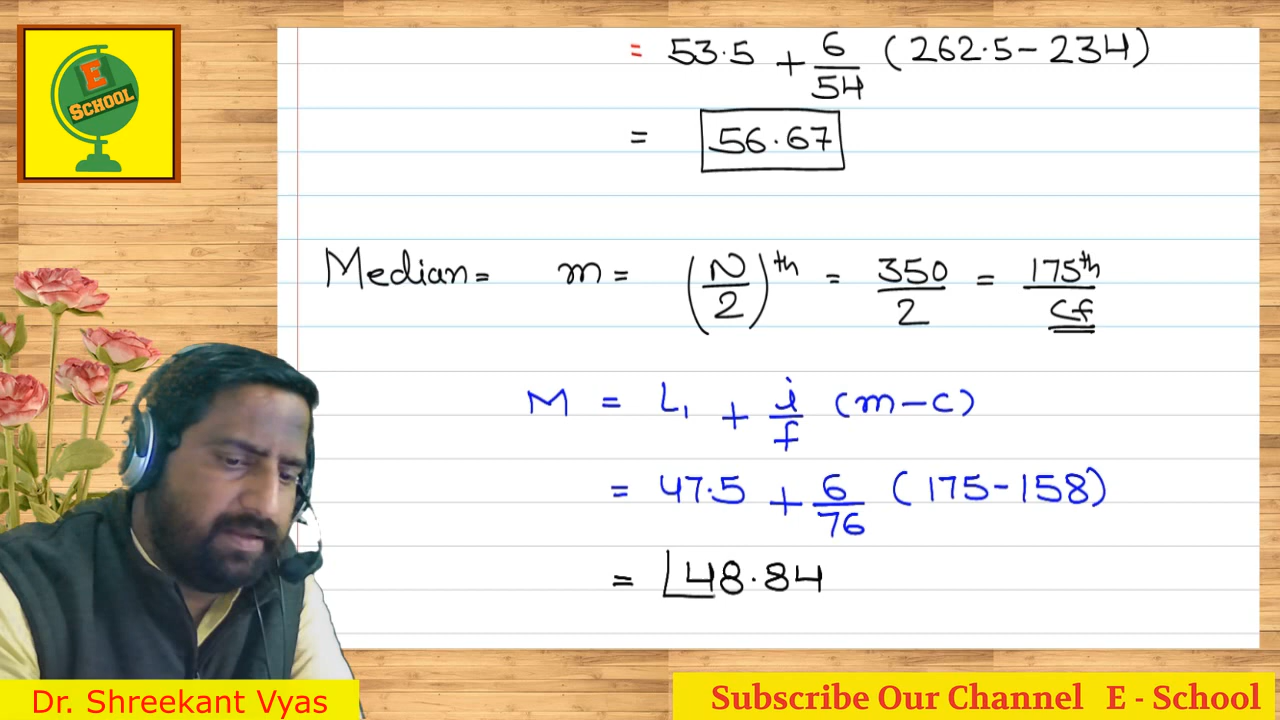 E
SCHOOL
= 53.5 + 6/54 (262.5 - 234)
= 56.67
Median = m = (N/2)th = 350/2 = 175th/cf
M = L1 + i/f (m - c)
= 47.5 + 6/76 (175 - 158)
= 48.84
Dr. Shreekant Vyas
Subscribe Our Channel E - School